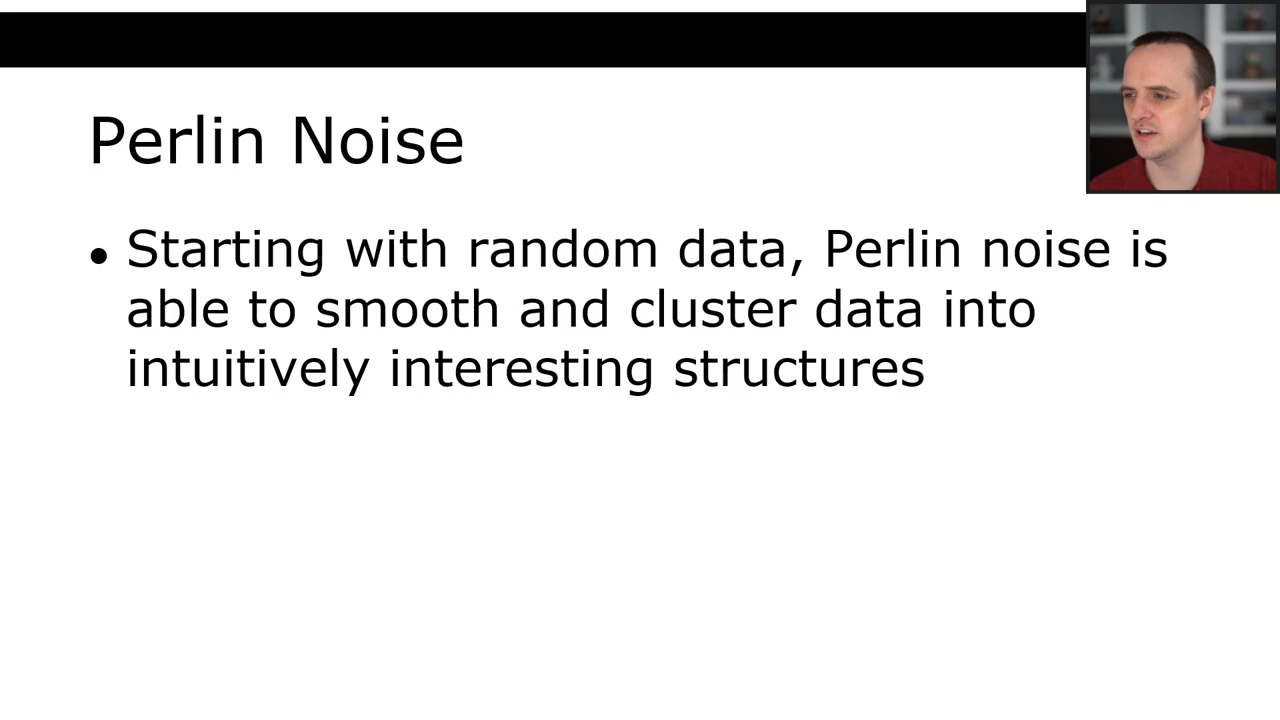 Perlin Noise
• Starting with random data, Perlin noise is
able to smooth and cluster data into
intuitively interesting structures